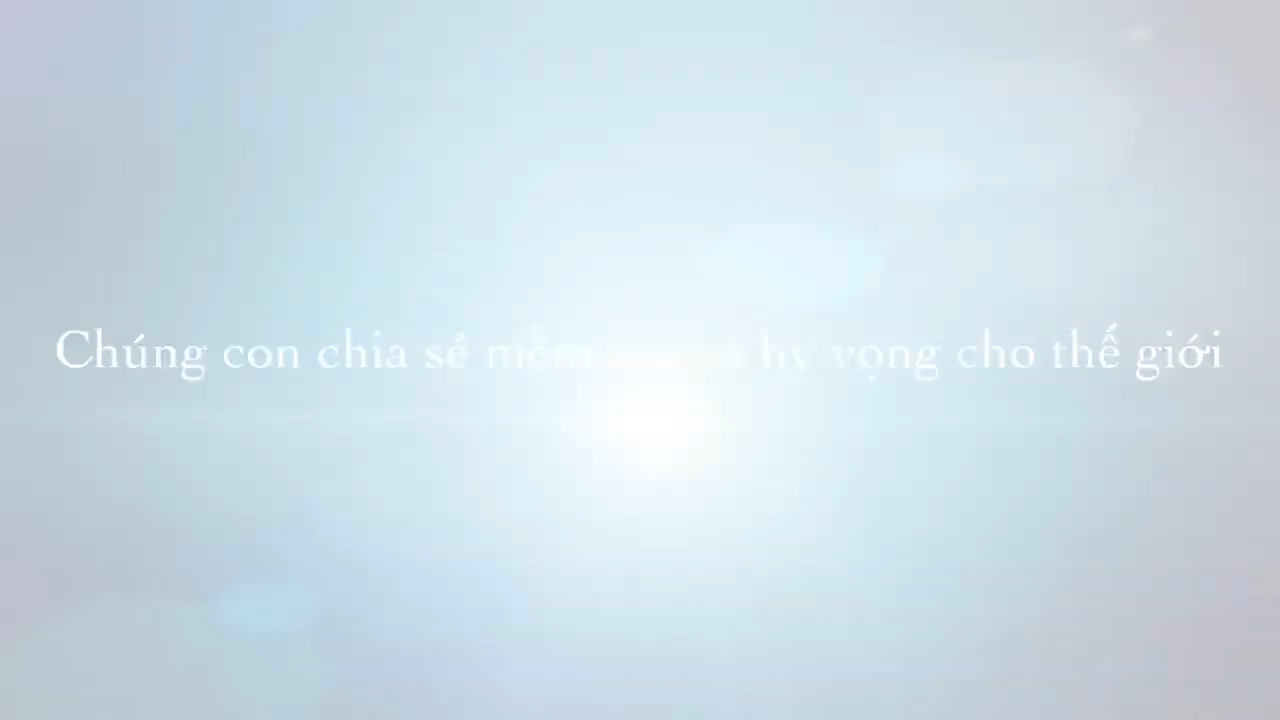 Chúng con chia sẻ niềm hy vọng cho thế giới